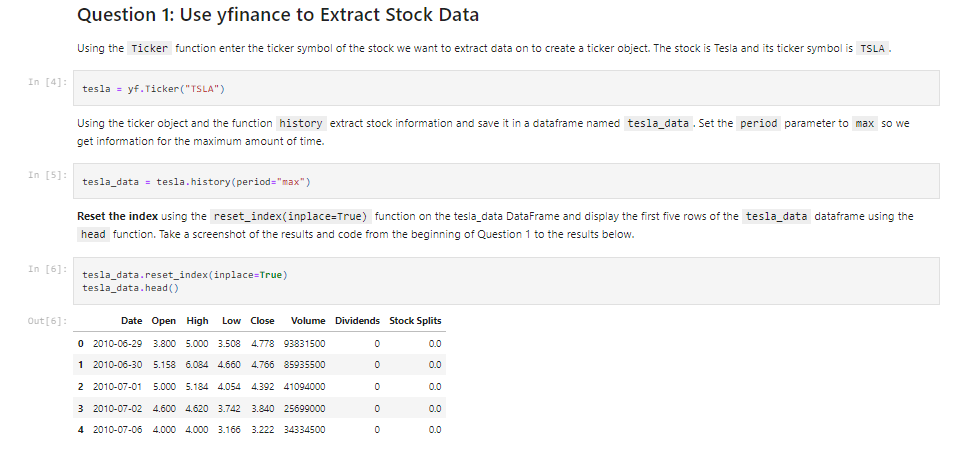 Question 1: Use yfinance to Extract Stock Data
Using the Ticker function enter the ticker symbol of the stock we want to extract data on to create a ticker object. The stock is Tesla and its ticker symbol is TSLA .
In [4]: tesla = yf.Ticker("TSLA")
Using the ticker object and the function history extract stock information and save it in a dataframe named tesla_data . Set the period parameter to max so we
get information for the maximum amount of time.
In [5]: tesla_data = tesla.history(period="max")
Reset the index using the reset_index(inplace=True) function on the tesla_data DataFrame and display the first five rows of the tesla_data dataframe using the
head function. Take a screenshot of the results and code from the beginning of Question 1 to the results below.
In [6]: tesla_data.reset_index(inplace=True)
tesla_data.head()
Out[6]: Date Open High Low Close Volume Dividends Stock Splits
0 2010-06-29 3.800 5.000 3.508 4.778 93831500 0 0.0
1 2010-06-30 5.158 6.084 4.660 4.766 85935500 0 0.0
2 2010-07-01 5.000 5.184 4.054 4.392 41094000 0 0.0
3 2010-07-02 4.600 4.620 3.742 3.840 25699000 0 0.0
4 2010-07-06 4.000 4.000 3.166 3.222 34334500 0 0.0